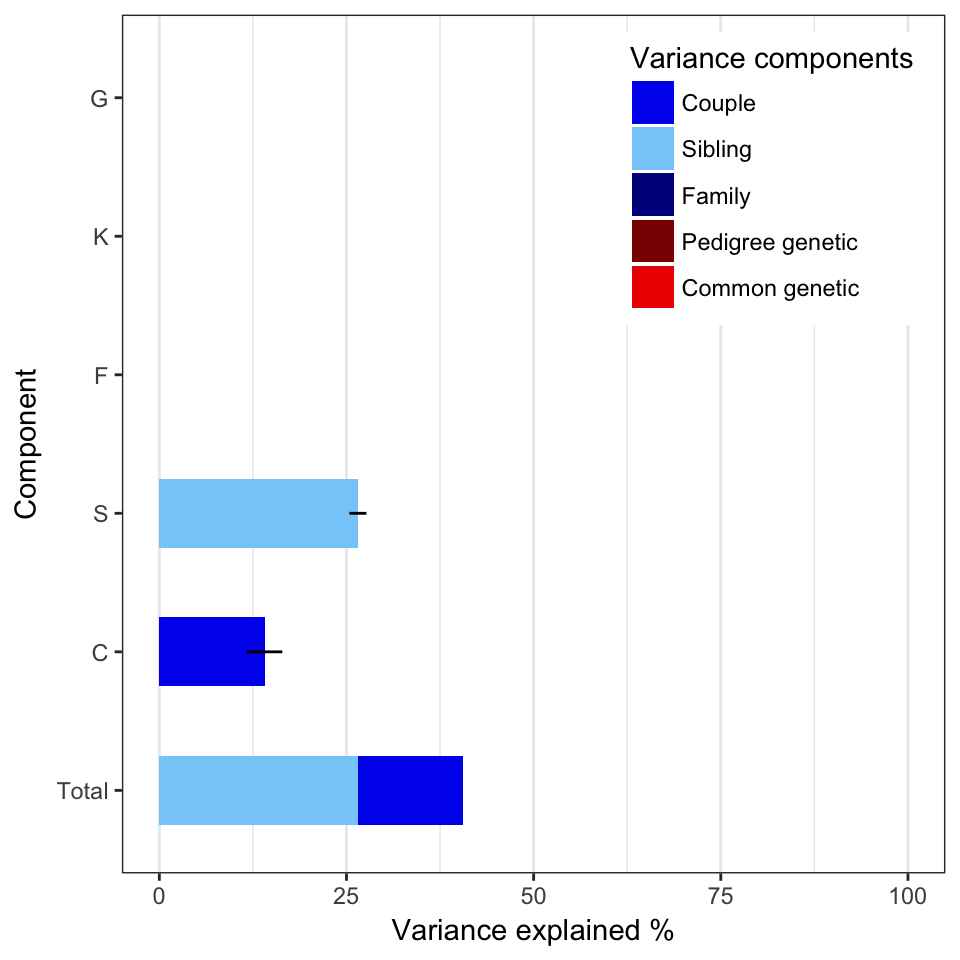 Variance components
Couple
Sibling
Family
Pedigree genetic
Common genetic
G
K
F
S
C
Total
Component
0 25 50 75 100
Variance explained %